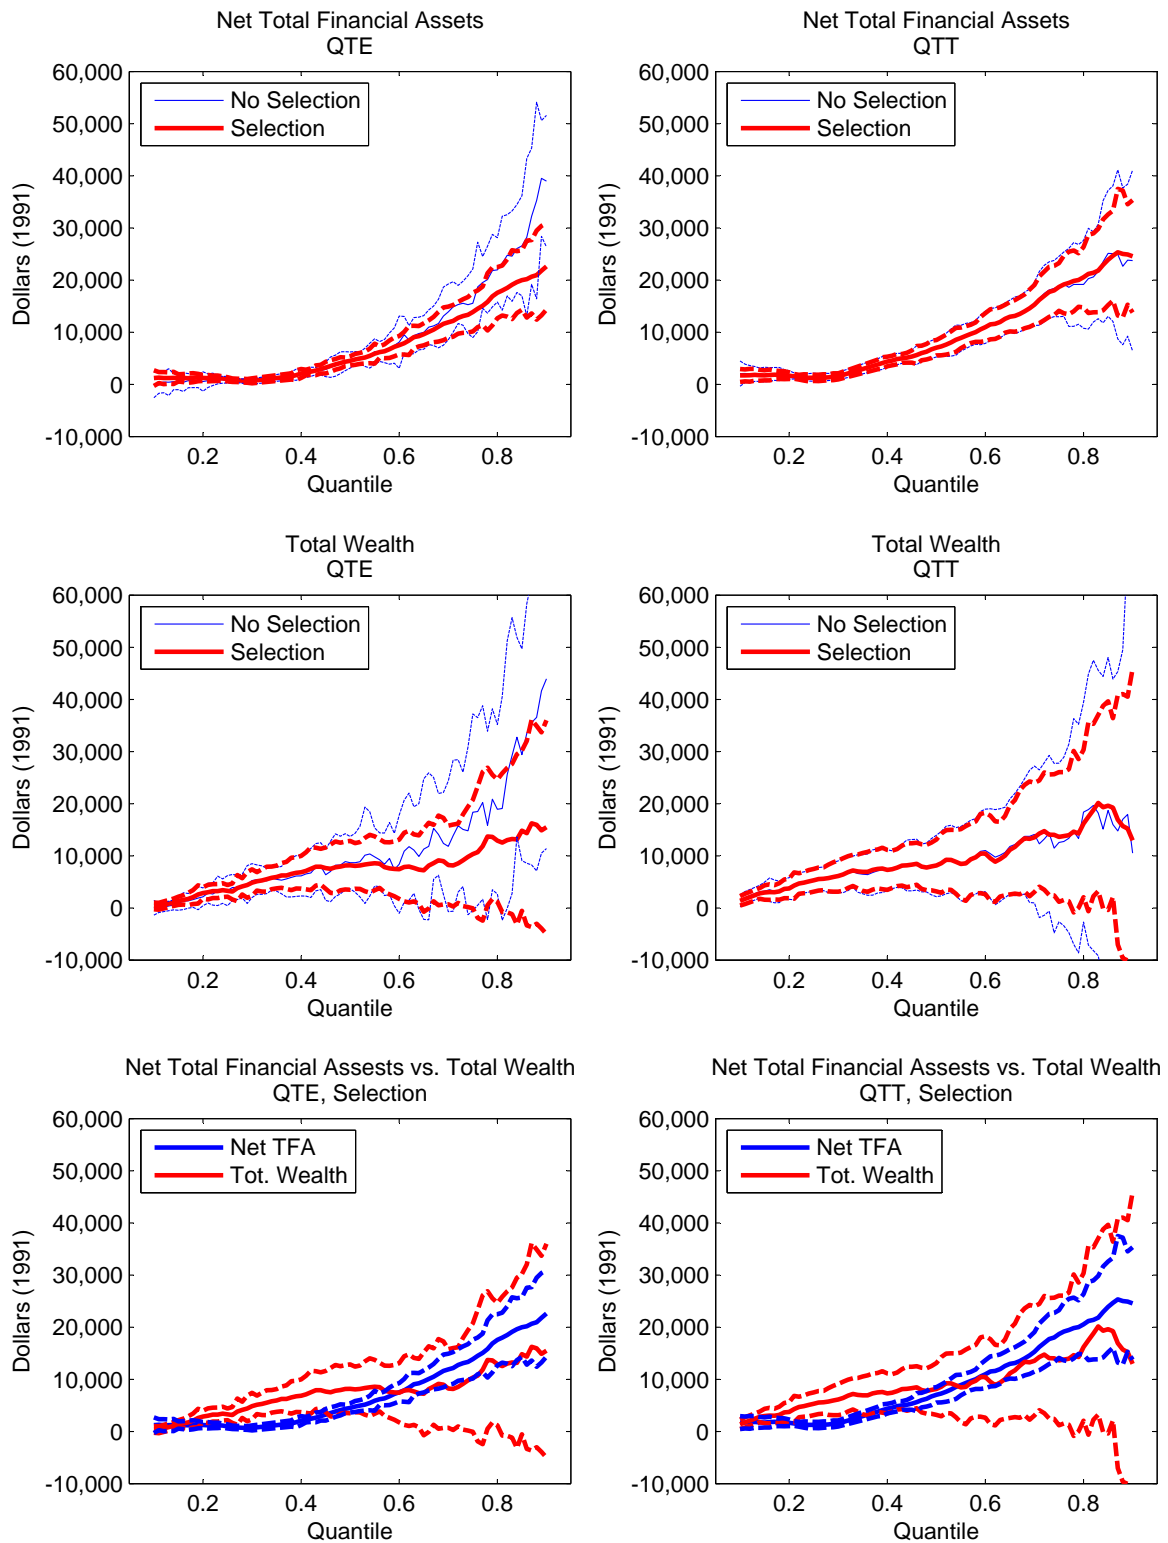 Net Total Financial Assets
QTE
60,000
50,000
40,000
30,000
20,000
10,000
0
-10,000
Dollars (1991)
No Selection
Selection
0.2 0.4 0.6 0.8
Quantile
Net Total Financial Assets
QTT
60,000
50,000
40,000
30,000
20,000
10,000
0
-10,000
Dollars (1991)
No Selection
Selection
0.2 0.4 0.6 0.8
Quantile
Total Wealth
QTE
60,000
50,000
40,000
30,000
20,000
10,000
0
-10,000
Dollars (1991)
No Selection
Selection
0.2 0.4 0.6 0.8
Quantile
Total Wealth
QTT
60,000
50,000
40,000
30,000
20,000
10,000
0
-10,000
Dollars (1991)
No Selection
Selection
0.2 0.4 0.6 0.8
Quantile
Net Total Financial Assests vs. Total Wealth
QTE, Selection
60,000
50,000
40,000
30,000
20,000
10,000
0
-10,000
Dollars (1991)
Net TFA
Tot. Wealth
0.2 0.4 0.6 0.8
Quantile
Net Total Financial Assests vs. Total Wealth
QTT, Selection
60,000
50,000
40,000
30,000
20,000
10,000
0
-10,000
Dollars (1991)
Net TFA
Tot. Wealth
0.2 0.4 0.6 0.8
Quantile